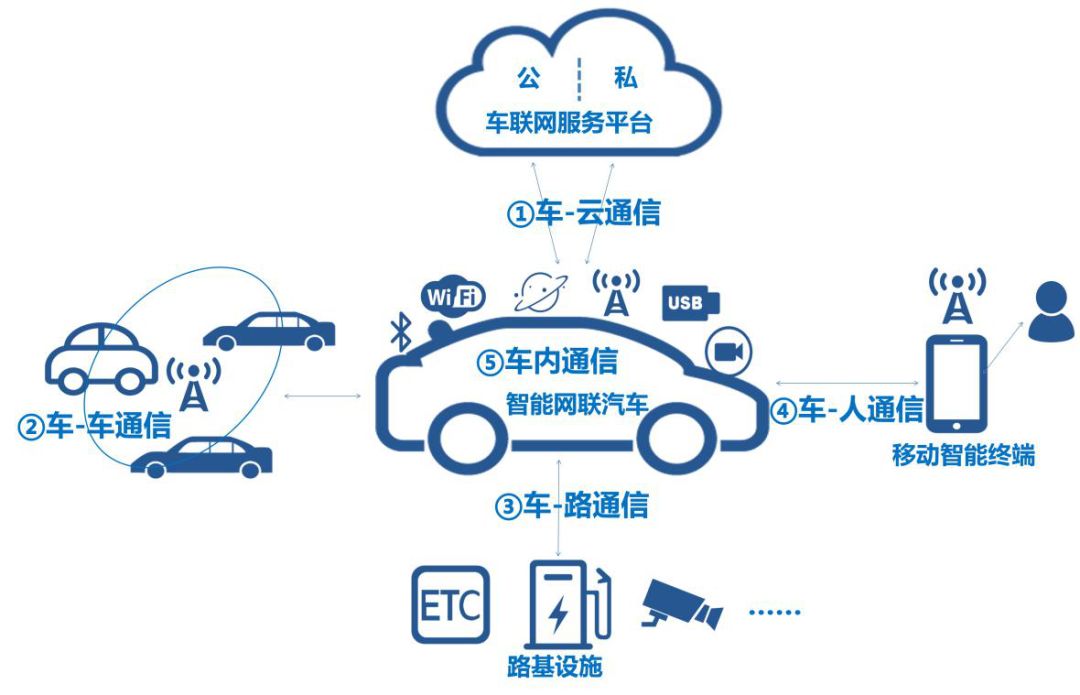 公 私
车联网服务平台
①车-云通信
WiFi
USB
⑤车内通信
智能网联汽车
②车-车通信
④车-人通信
移动智能终端
③车-路通信
ETC
路基设施
······